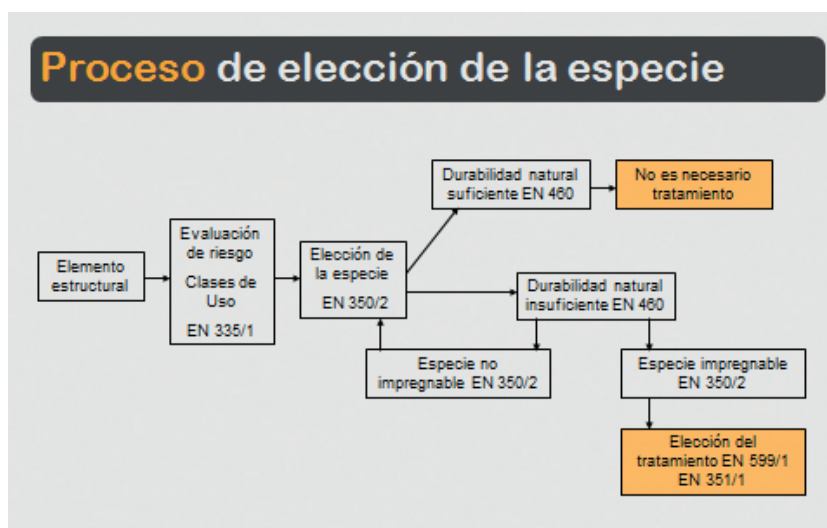 Proceso de elección de la especie
Durabilidad natural
suficiente EN 460
No es necesario
tratamiento
Evaluación
de riesgo
Clases de
Uso
EN 335/1
Elección de
la especie
EN 350/2
Elemento
estructural
Durabilidad natural
insuficiente EN 460
Especie no
impregnable EN 350/2
Especie impregnable
EN 350/2
Elección del
tratamiento EN 599/1
EN 351/1